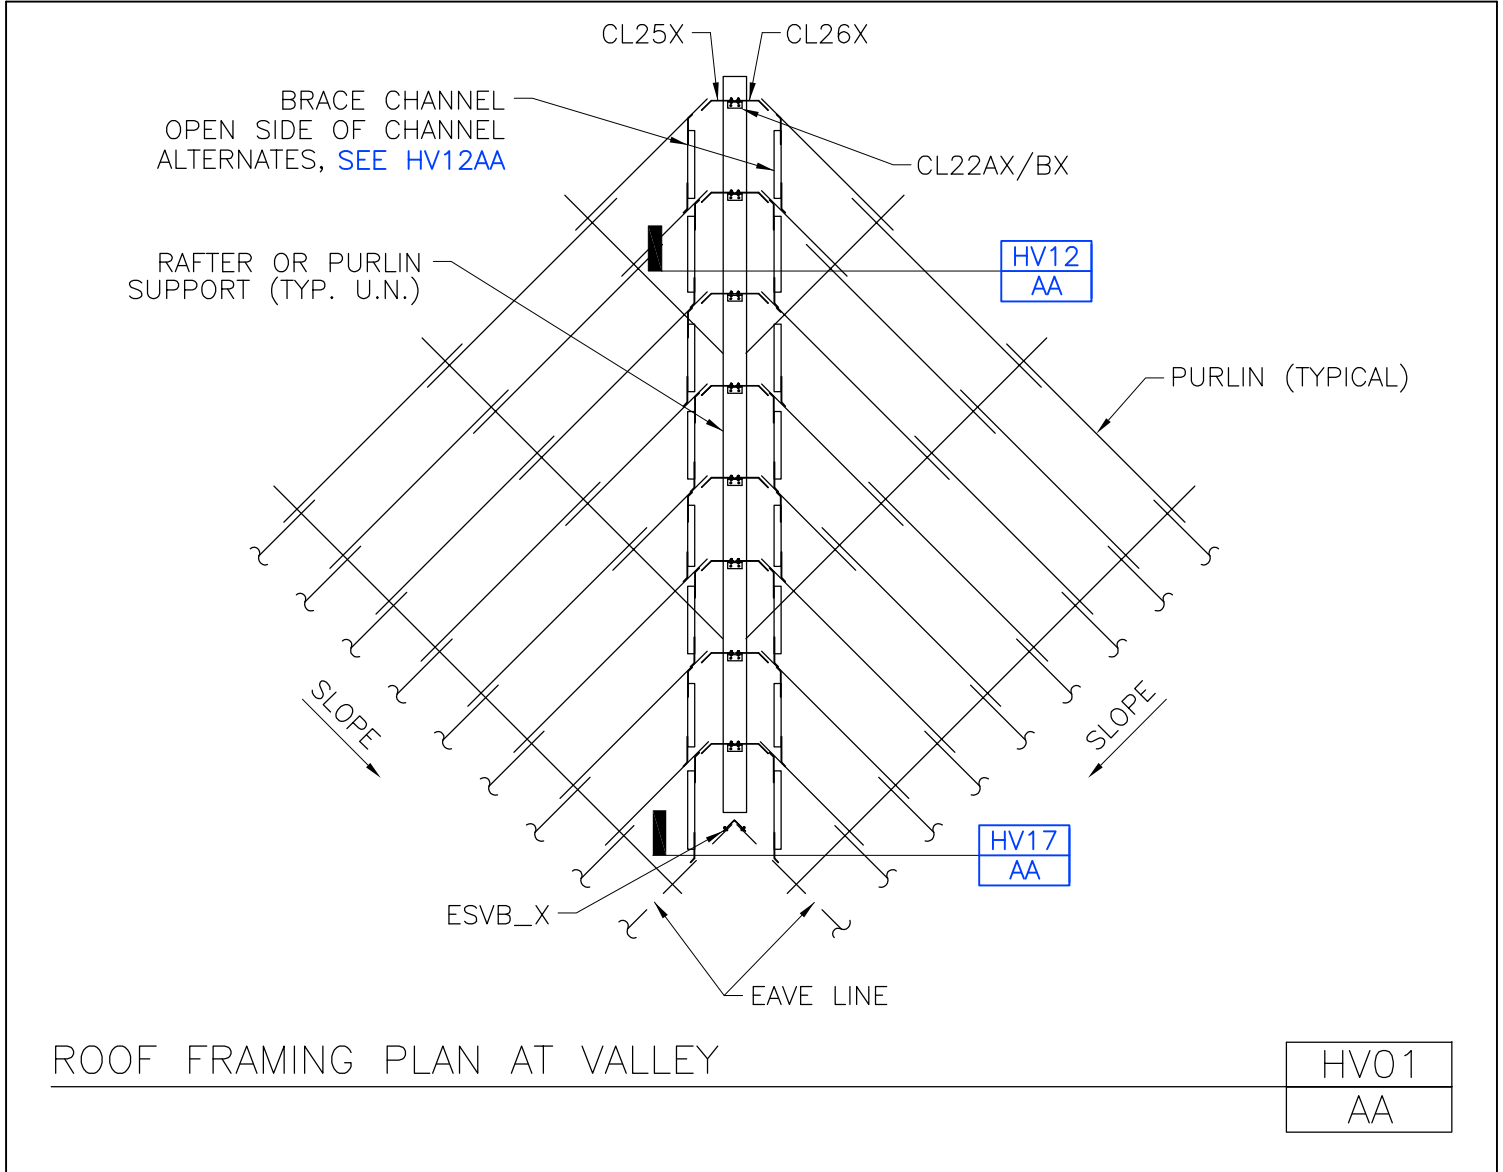 CL25X
CL26X
BRACE CHANNEL
OPEN SIDE OF CHANNEL
ALTERNATES, SEE HV12AA
CL22AX/BX
RAFTER OR PURLIN
SUPPORT (TYP. U.N.)
HV12
AA
PURLIN (TYPICAL)
SLOPE
SLOPE
HV17
AA
ESVB_X
EAVE LINE
ROOF FRAMING PLAN AT VALLEY
HV01
AA